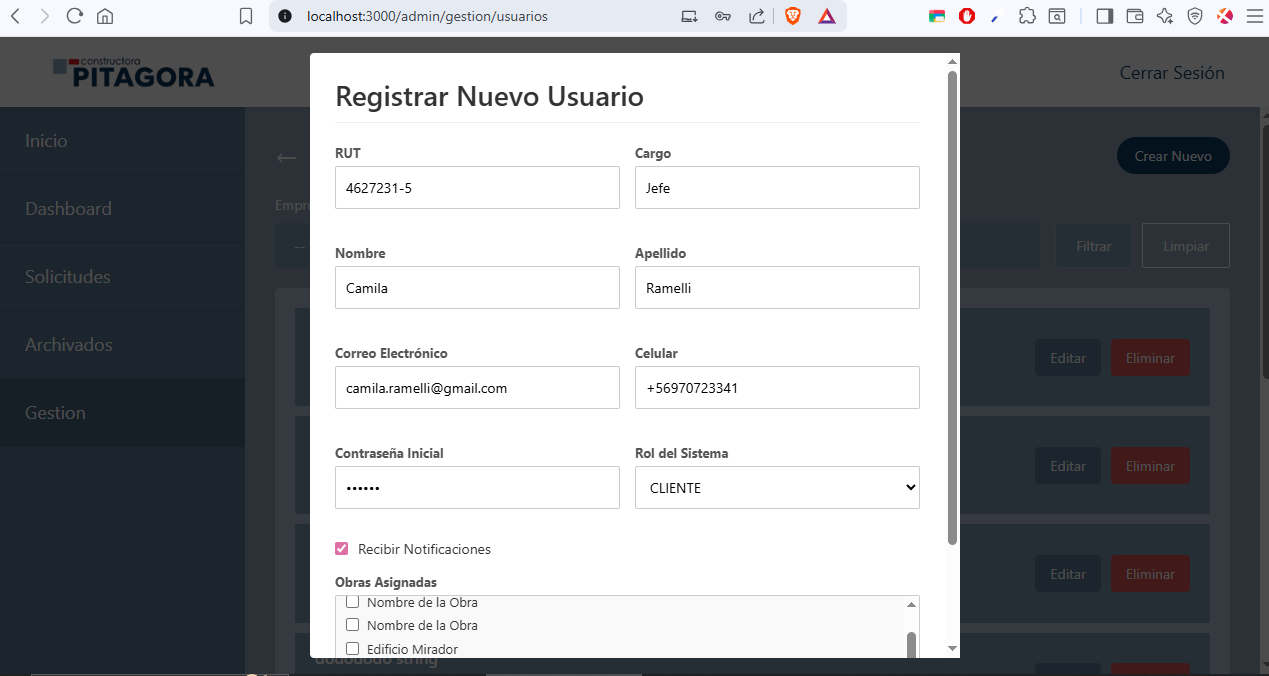 localhost:3000/admin/gestion/usuarios
constructora
PITAGORA
Cerrar Sesión
Inicio
Dashboard
Solicitudes
Archivados
Gestion
Crear Nuevo
Filtrar
Limpiar
Registrar Nuevo Usuario
RUT
Cargo
4627231-5
Jefe
Nombre
Apellido
Camila
Ramelli
Correo Electrónico
Celular
camila.ramelli@gmail.com
+56970723341
Contraseña Inicial
Rol del Sistema
••••••
CLIENTE
Recibir Notificaciones
Obras Asignadas
Nombre de la Obra
Nombre de la Obra
Edificio Mirador
Editar
Eliminar
Editar
Eliminar
Editar
Eliminar
string